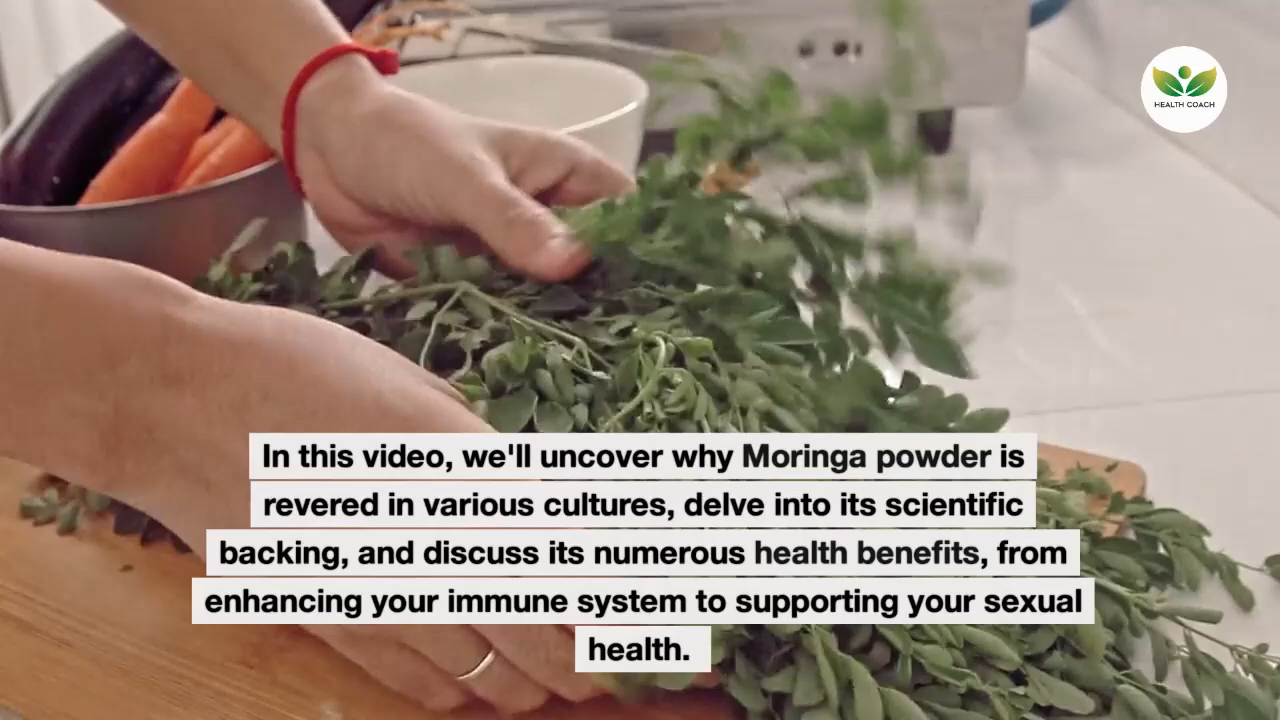 HEALTH COACH
In this video, we'll uncover why Moringa powder is
revered in various cultures, delve into its scientific
backing, and discuss its numerous health benefits, from
enhancing your immune system to supporting your sexual
health.